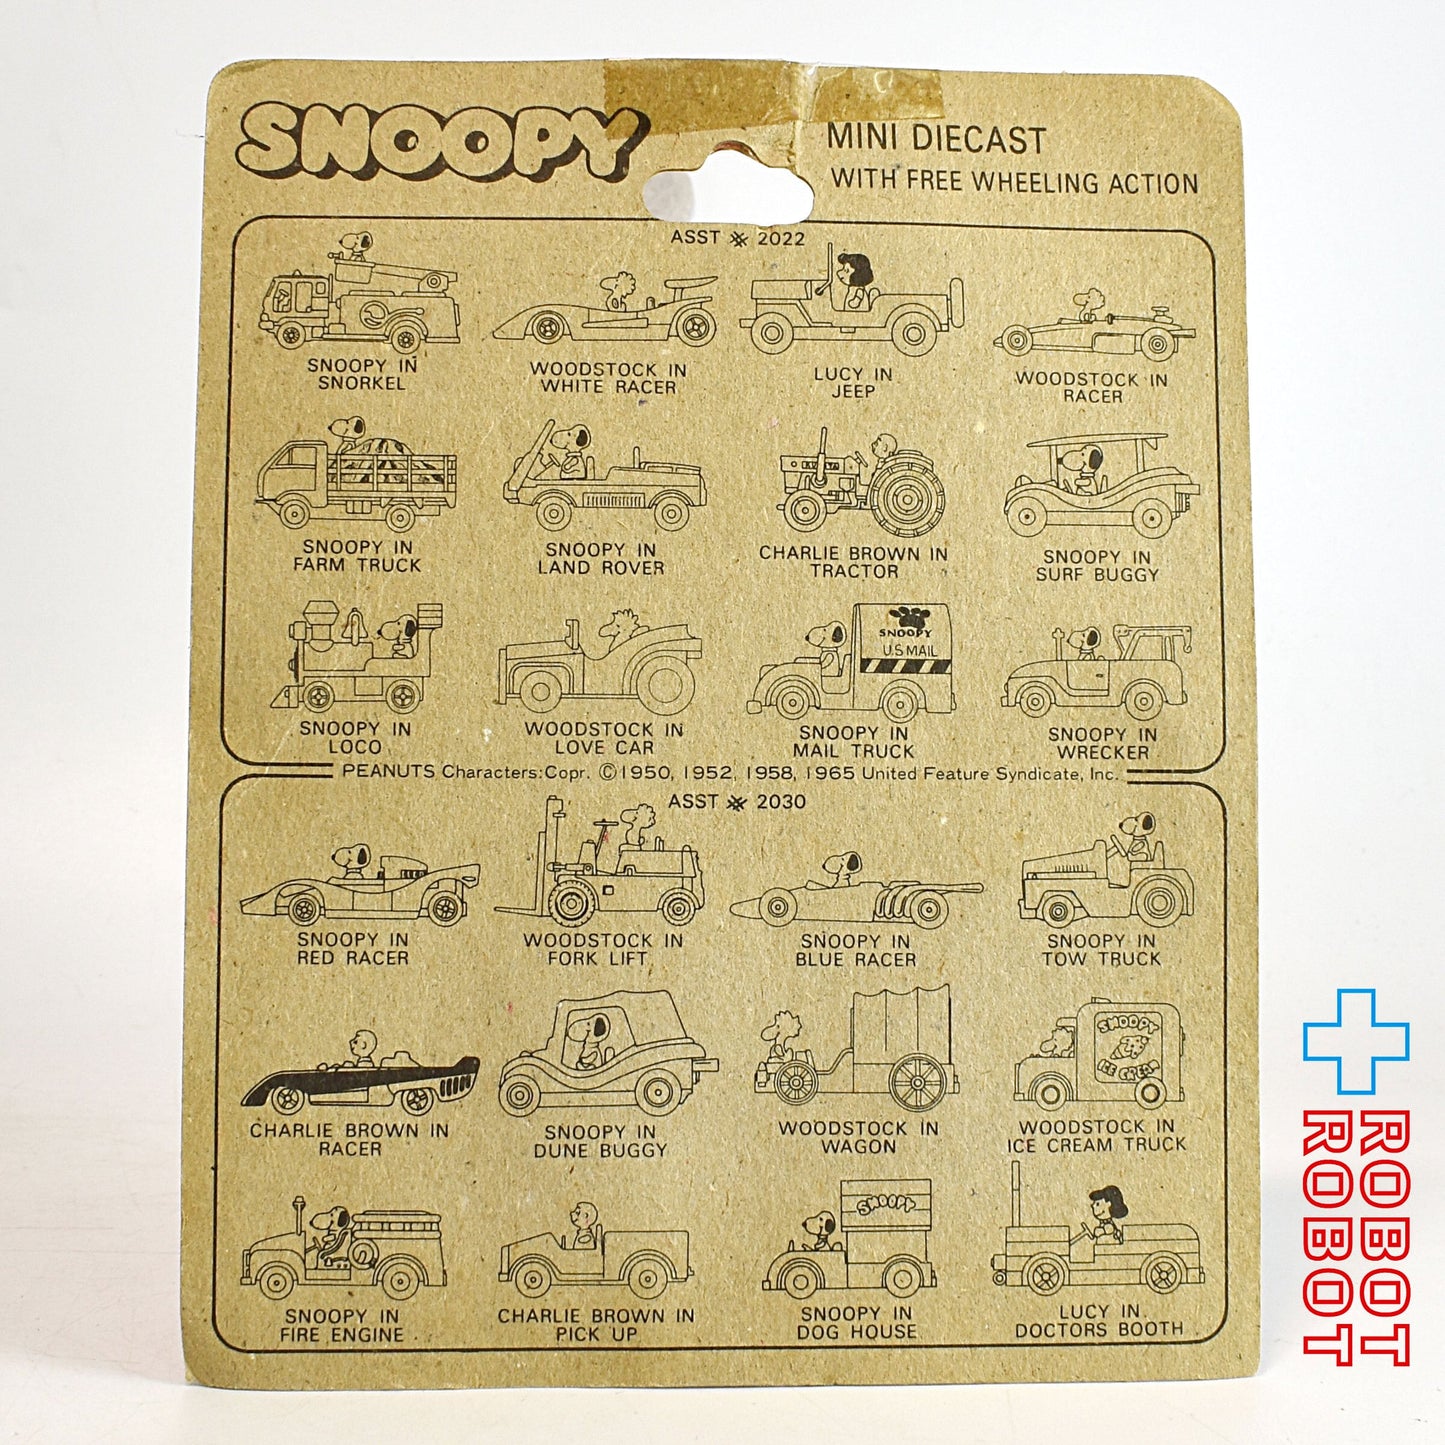 SNOOPY
MINI DIECAST
WITH FREE WHEELING ACTION
ASST # 2022
SNOOPY IN
SNORKEL
WOODSTOCK IN
WHITE RACER
LUCY IN
JEEP
WOODSTOCK IN
RACER
SNOOPY IN
FARM TRUCK
SNOOPY IN
LAND ROVER
CHARLIE BROWN IN
TRACTOR
SNOOPY IN
SURF BUGGY
SNOOPY IN
LOCO
WOODSTOCK IN
LOVE CAR
SNOOPY
U.S MAIL
SNOOPY IN
MAIL TRUCK
SNOOPY IN
WRECKER
PEANUTS Characters:Copr. ©1950, 1952, 1958, 1965 United Feature Syndicate, Inc.
ASST # 2030
SNOOPY IN
RED RACER
WOODSTOCK IN
FORK LIFT
SNOOPY IN
BLUE RACER
SNOOPY IN
TOW TRUCK
CHARLIE BROWN IN
RACER
SNOOPY IN
DUNE BUGGY
WOODSTOCK IN
WAGON
SNOOPY
ICE CREAM
WOODSTOCK IN
ICE CREAM TRUCK
SNOOPY IN
FIRE ENGINE
CHARLIE BROWN IN
PICK UP
SNOOPY
SNOOPY IN
DOG HOUSE
LUCY IN
DOCTORS BOOTH
ROBOT
ROBOT